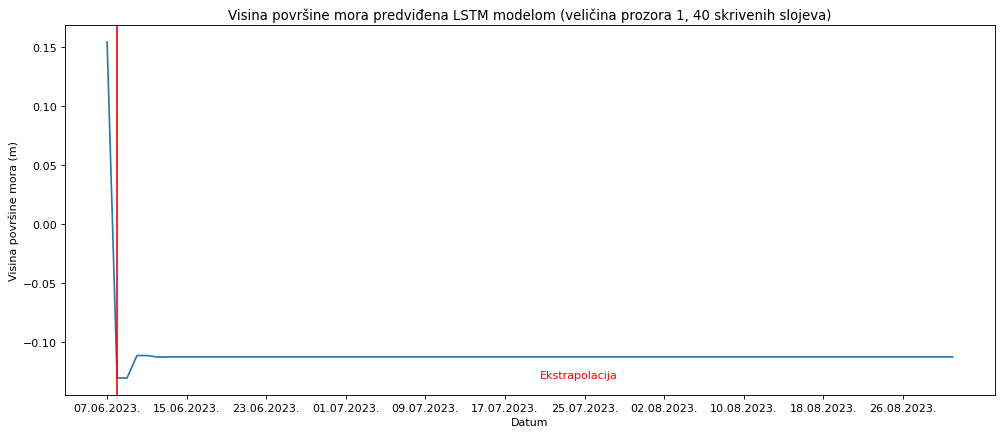 Visina površine mora predviđena LSTM modelom (veličina prozora 1, 40 skrivenih slojeva)
Visina površine mora (m)
0.15
0.10
0.05
0.00
−0.05
−0.10
Ekstrapolacija
07.06.2023. 15.06.2023. 23.06.2023. 01.07.2023. 09.07.2023. 17.07.2023. 25.07.2023. 02.08.2023. 10.08.2023. 18.08.2023. 26.08.2023.
Datum